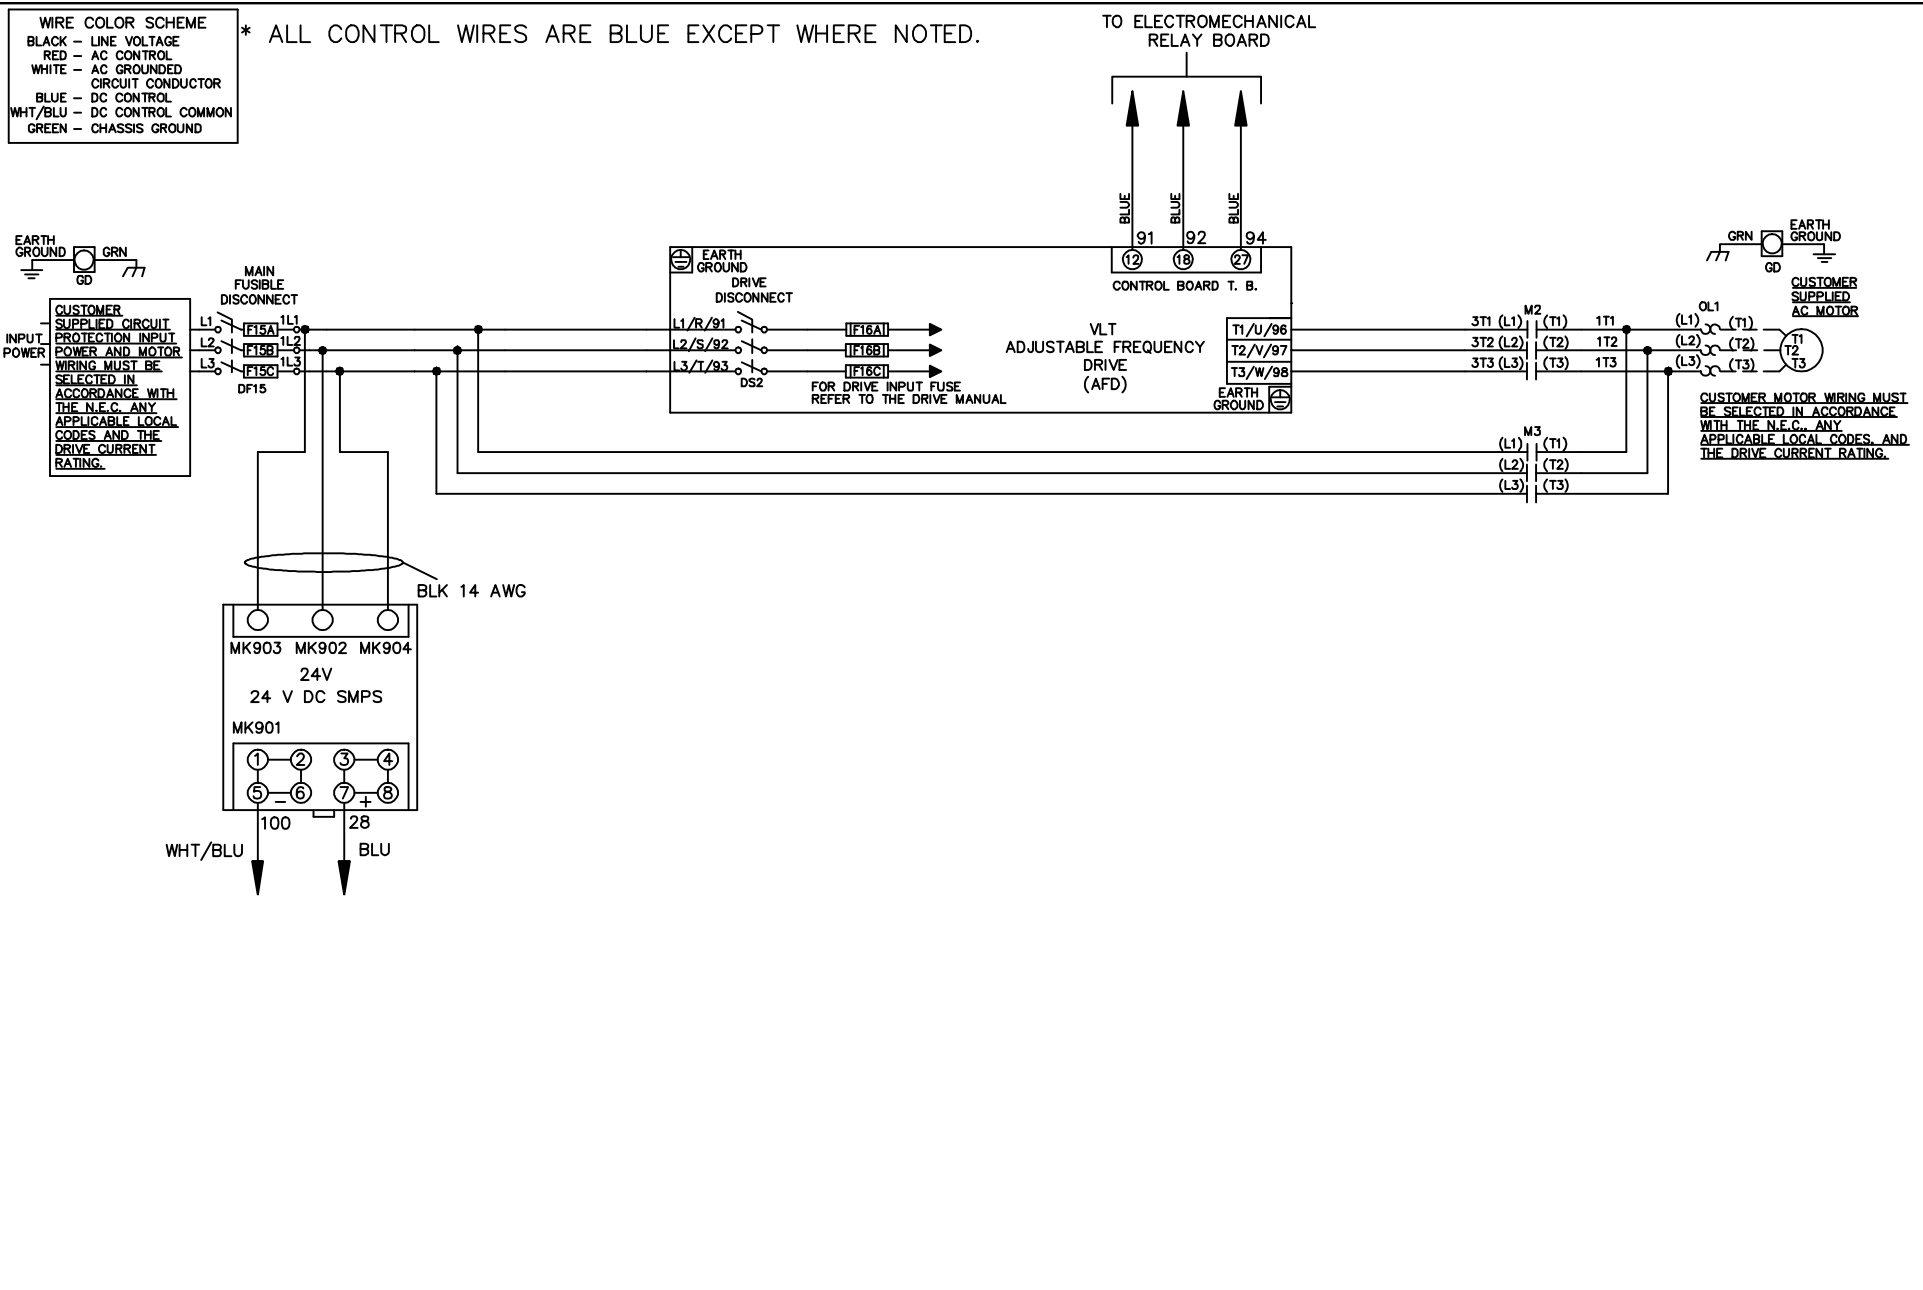 WIRE COLOR SCHEME
BLACK – LINE VOLTAGE
RED – AC CONTROL
WHITE – AC GROUNDED
CIRCUIT CONDUCTOR
BLUE – DC CONTROL
WHT/BLU – DC CONTROL COMMON
GREEN – CHASSIS GROUND
* ALL CONTROL WIRES ARE BLUE EXCEPT WHERE NOTED.
TO ELECTROMECHANICAL
RELAY BOARD
BLUE
BLUE
BLUE
91 92 94
12 18 27
CONTROL BOARD T. B.
EARTH
GROUND
GRN
GD
MAIN
FUSIBLE
DISCONNECT
INPUT
POWER
CUSTOMER
SUPPLIED CIRCUIT
PROTECTION INPUT
POWER AND MOTOR
WIRING MUST BE
SELECTED IN
ACCORDANCE WITH
THE N.E.C. ANY
APPLICABLE LOCAL
CODES AND THE
DRIVE CURRENT
RATING.
L1 F15A 1L1
L2 F15B 1L2
L3 F15C 1L3
DF15
EARTH
GROUND
DRIVE
DISCONNECT
L1/R/91 F16A
L2/S/92 F16B
L3/T/93 F16C
DS2
FOR DRIVE INPUT FUSE
REFER TO THE DRIVE MANUAL
VLT
ADJUSTABLE FREQUENCY
DRIVE
(AFD)
T1/U/96
T2/V/97
T3/W/98
EARTH
GROUND
M2
3T1 (L1) (T1) 1T1
3T2 (L2) (T2) 1T2
3T3 (L3) (T3) 1T3
M3
(L1) (T1)
(L2) (T2)
(L3) (T3)
OL1
(L1) (T1)
(L2) (T2)
(L3) (T3)
T1
T2
T3
GRN
EARTH
GROUND
GD
CUSTOMER
SUPPLIED
AC MOTOR
CUSTOMER MOTOR WIRING MUST
BE SELECTED IN ACCORDANCE
WITH THE N.E.C., ANY
APPLICABLE LOCAL CODES, AND
THE DRIVE CURRENT RATING.
BLK 14 AWG
MK903 MK902 MK904
24V
24 V DC SMPS
MK901
1 2 3 4
5 – 6 7 + 8
100 28
WHT/BLU BLU